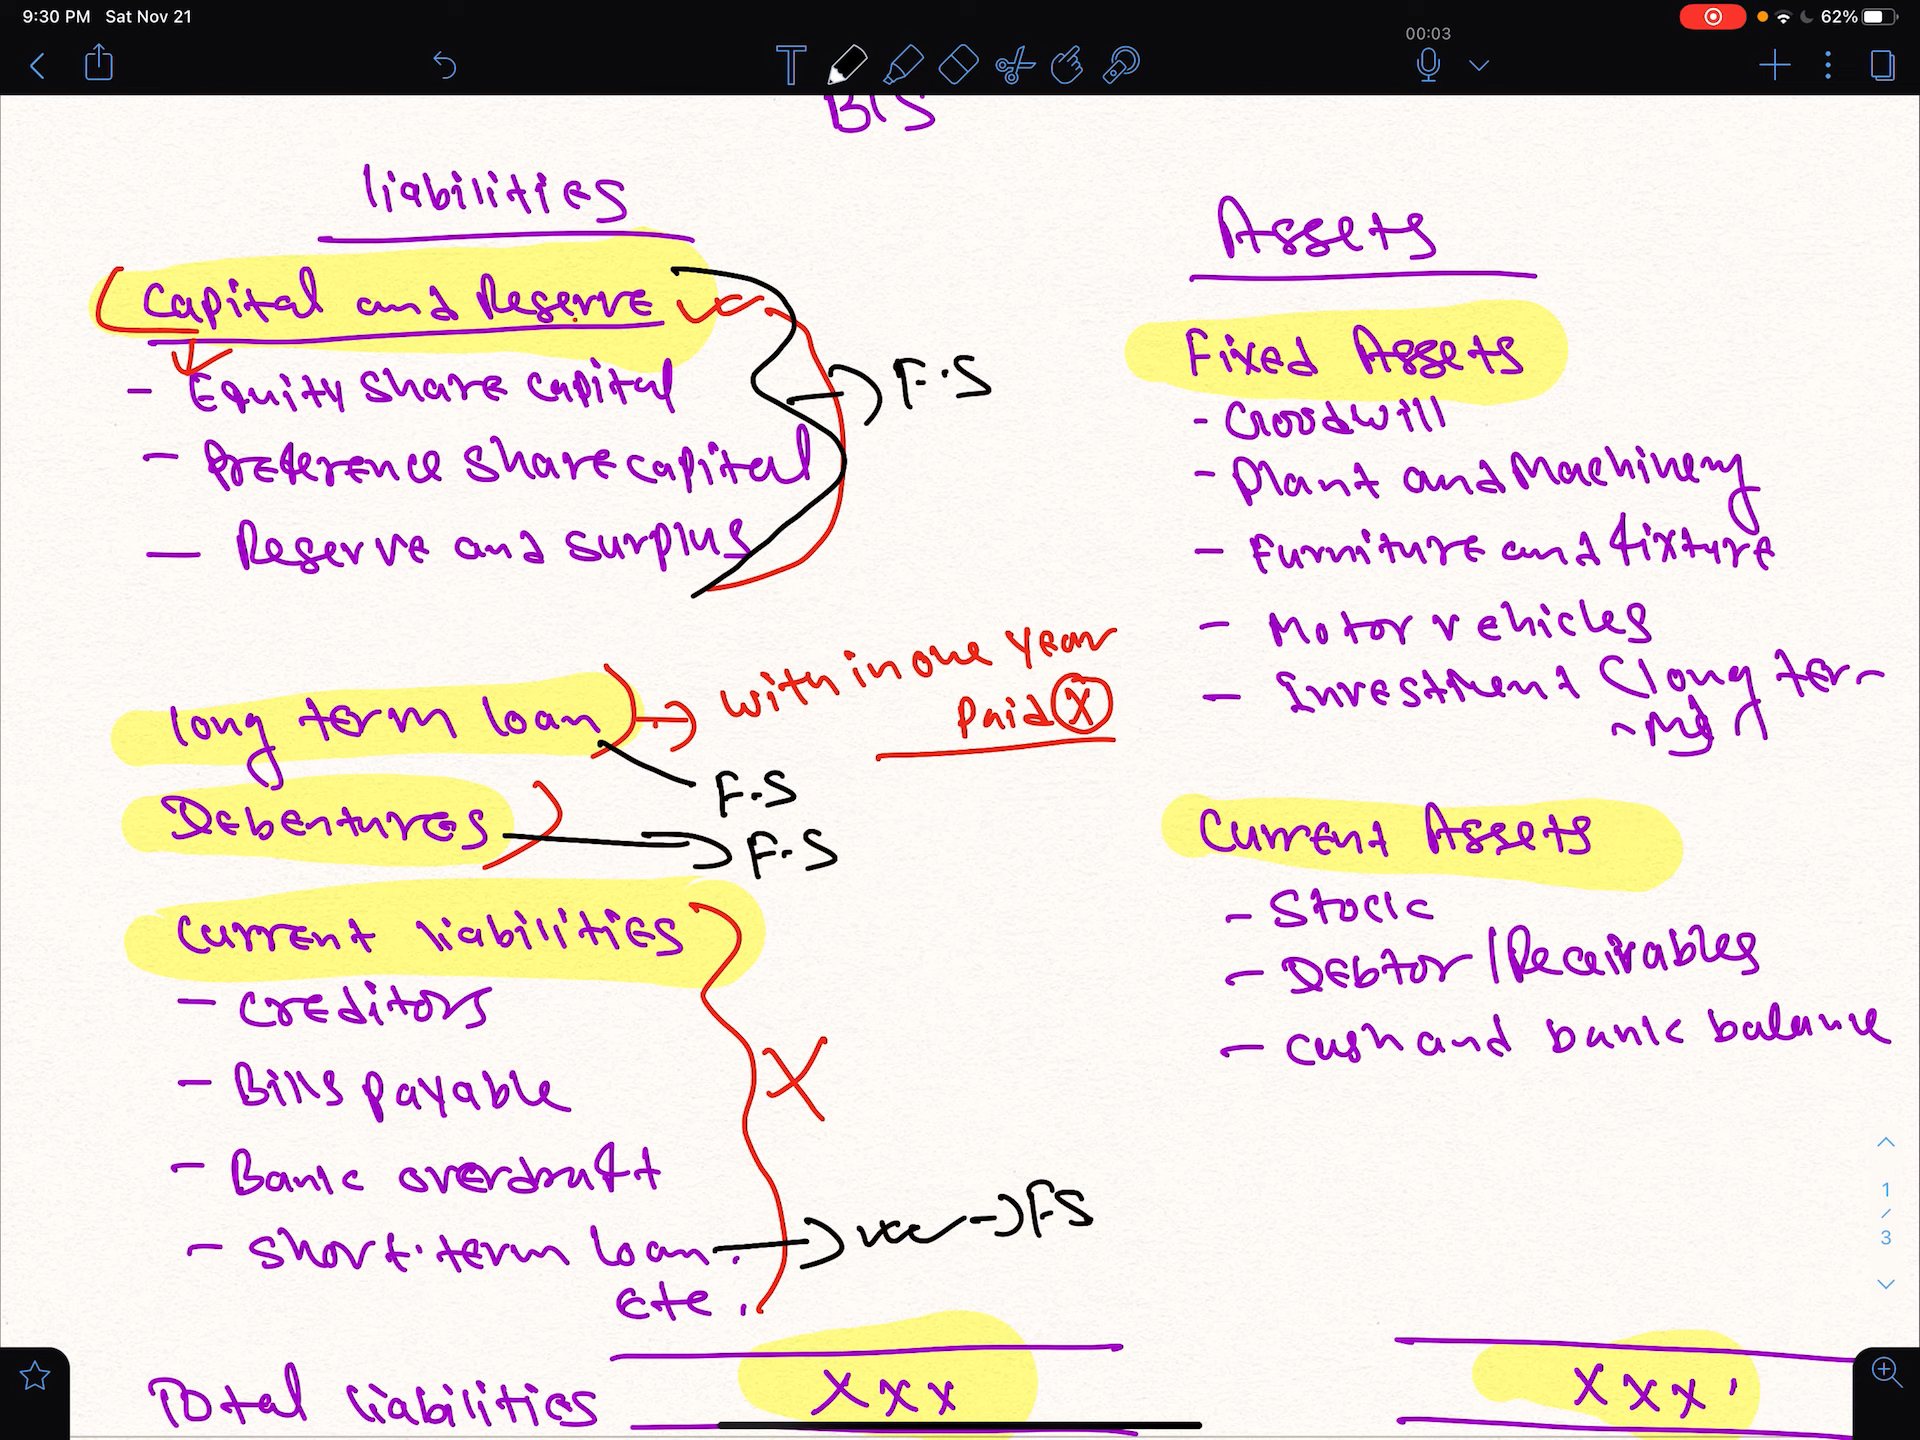 9:30 PM Sat Nov 21
62%
00:03
B/S
liabilities
Capital and Reserve
- Equity share capital
- Preference share capital
- Reserve and surplus
F.S
long term loan
with in one year
paid X
F.S
Debentures
F.S
Current liabilities
- creditors
- Bills payable
- Bank overdraft
- short-term loan.
etc.
X
FS
Total liabilities
xxx
Assets
Fixed Assets
- Goodwill
- Plant and Machinery
- Furniture and fixture
- Motor vehicles
- Investment (long ter-
Current Assets
- Stock
- Debtor/Receivables
- cash and bank balance
xxx
1
/
3